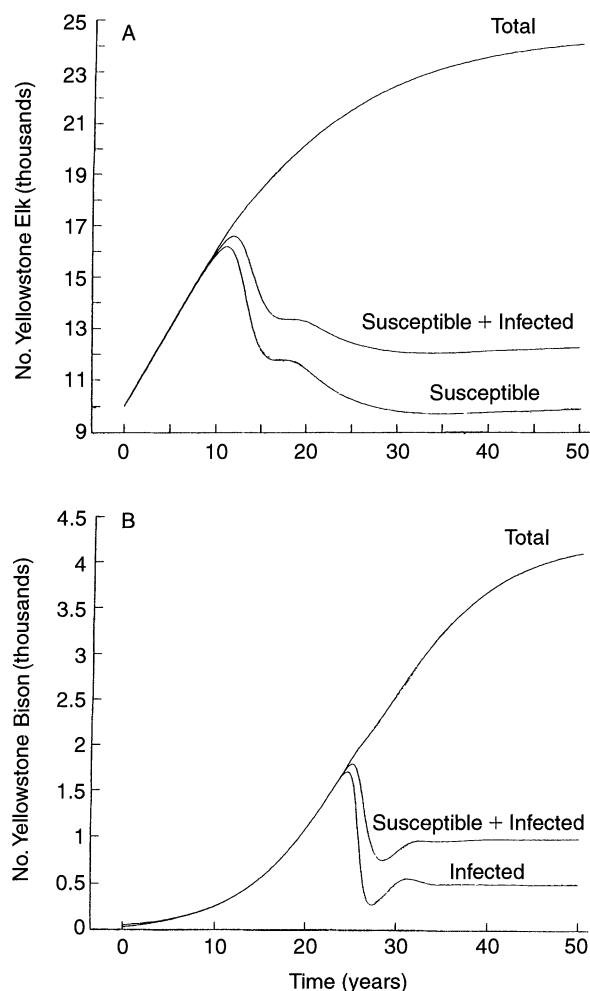 A
Total
No. Yellowstone Elk (thousands)
25
23
21
19
17
15
13
11
9
Susceptible + Infected
Susceptible
0 10 20 30 40 50
B
Total
No. Yellowstone Bison (thousands)
4.5
4
3.5
3
2.5
2
1.5
1
0.5
0
Susceptible + Infected
Infected
0 10 20 30 40 50
Time (years)